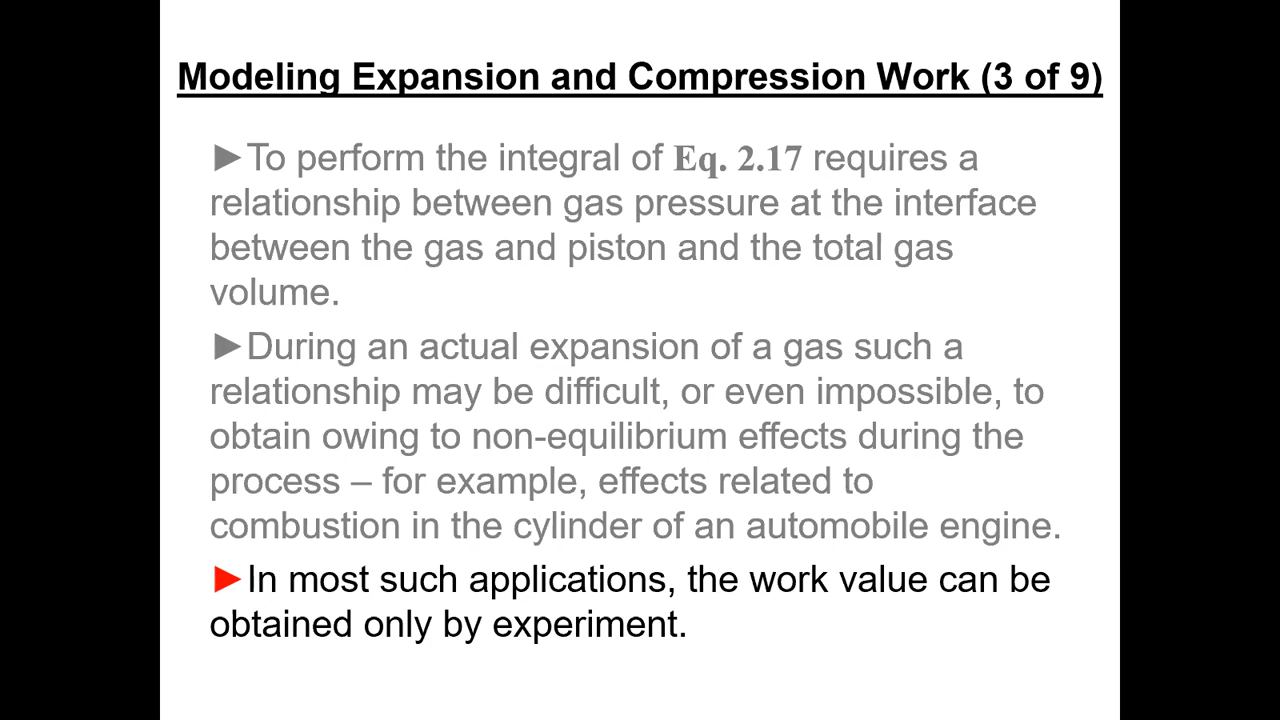 Modeling Expansion and Compression Work (3 of 9)
►To perform the integral of Eq. 2.17 requires a
relationship between gas pressure at the interface
between the gas and piston and the total gas
volume.
►During an actual expansion of a gas such a
relationship may be difficult, or even impossible, to
obtain owing to non-equilibrium effects during the
process – for example, effects related to
combustion in the cylinder of an automobile engine.
►In most such applications, the work value can be
obtained only by experiment.